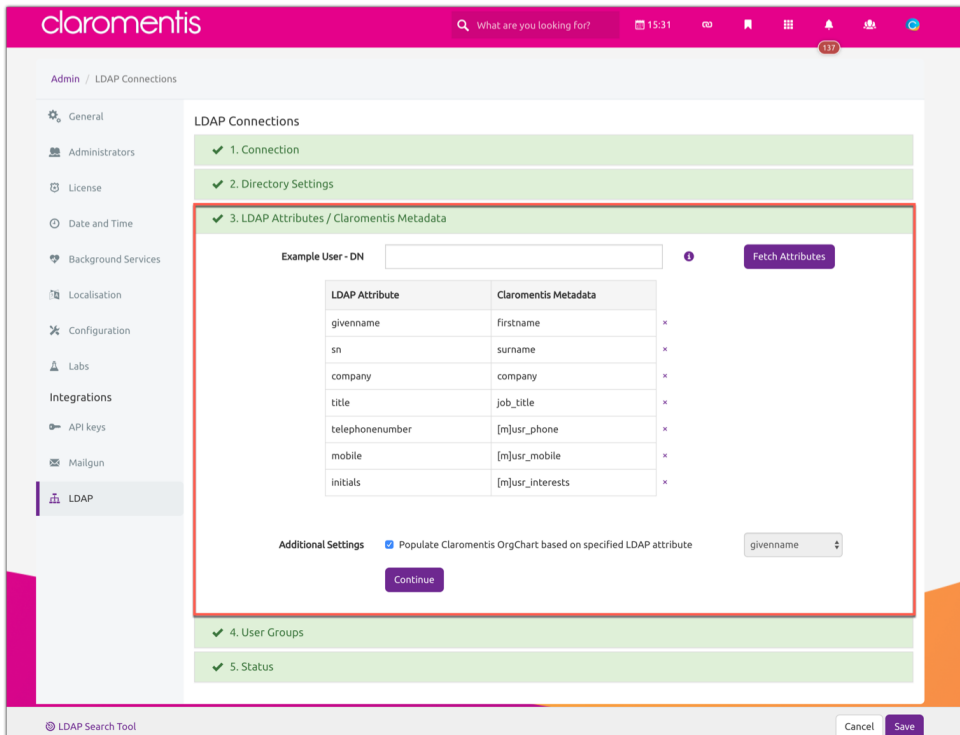 claromentis
What are you looking for?
15:31
137
Admin / LDAP Connections
General
Administrators
License
Date and Time
Background Services
Localisation
Configuration
Labs
Integrations
API keys
Mailgun
LDAP
LDAP Connections
1. Connection
2. Directory Settings
3. LDAP Attributes / Claromentis Metadata
Example User - DN
Fetch Attributes
LDAP Attribute Claromentis Metadata
givenname firstname ×
sn surname ×
company company ×
title job_title ×
telephonenumber [m]usr_phone ×
mobile [m]usr_mobile ×
initials [m]usr_interests ×
Additional Settings Populate Claromentis OrgChart based on specified LDAP attribute givenname
Continue
4. User Groups
5. Status
LDAP Search Tool
Cancel Save